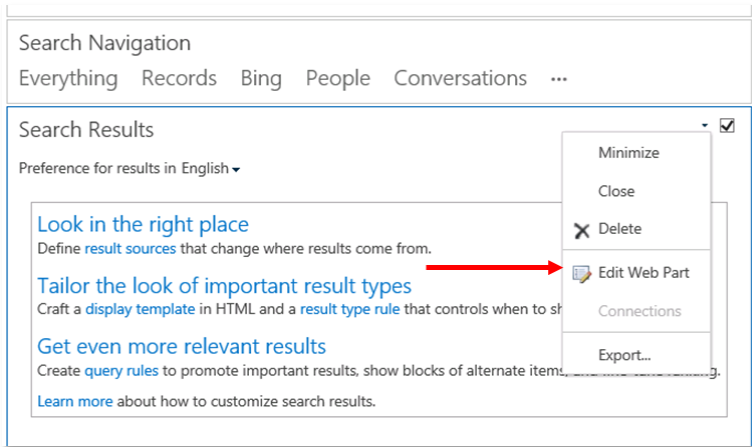 Search Navigation
Everything Records Bing People Conversations ...
Search Results
Preference for results in English
Minimize
Close
Delete
Edit Web Part
Connections
Export...
Look in the right place
Define result sources that change where results come from.
Tailor the look of important result types
Craft a display template in HTML and a result type rule that controls when to
Get even more relevant results
Create query rules to promote important results, show blocks of alternate items,
Learn more about how to customize search results.